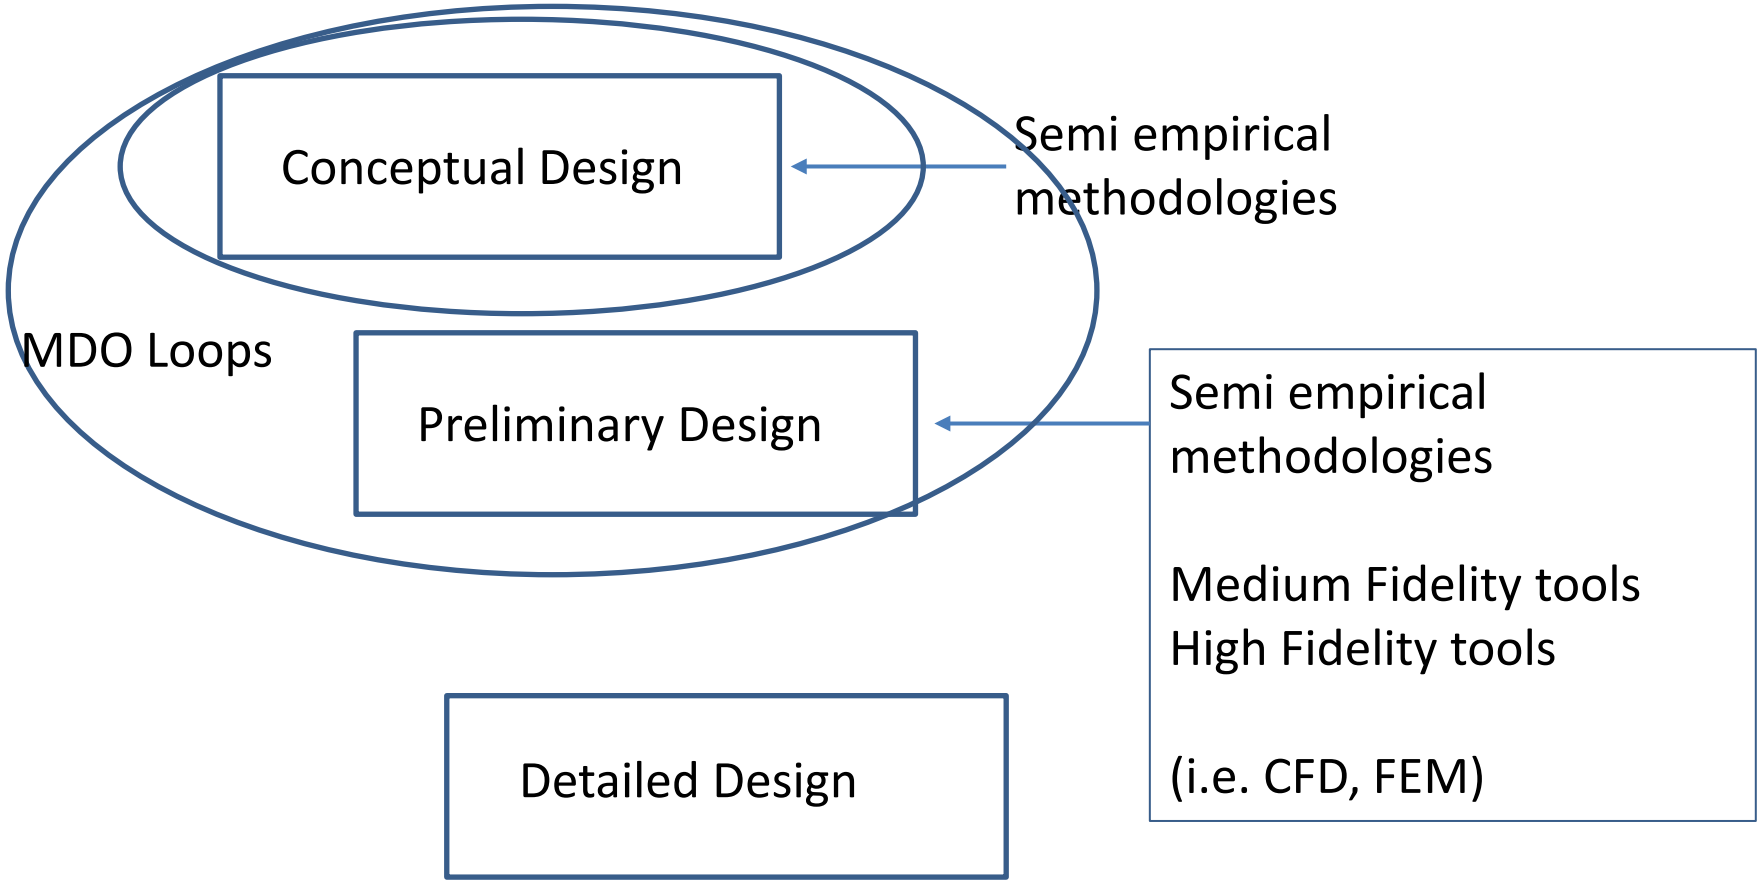 Conceptual Design
Semi empirical
methodologies
MDO Loops
Preliminary Design
Semi empirical
methodologies
Medium Fidelity tools
High Fidelity tools
(i.e. CFD, FEM)
Detailed Design